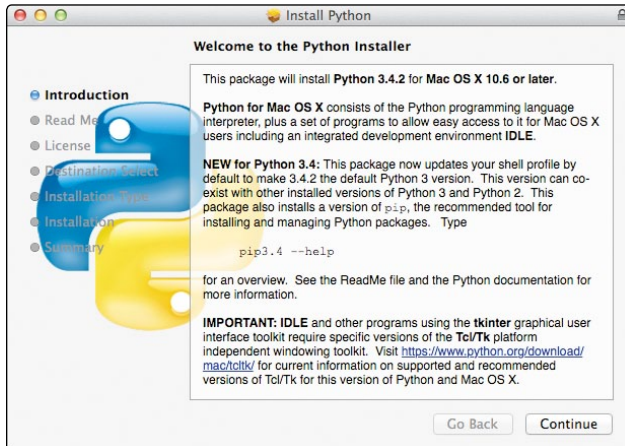 Install Python
Welcome to the Python Installer
Introduction
Read Me
License
Destination Select
Installation Type
Installation
Summary
This package will install Python 3.4.2 for Mac OS X 10.6 or later.
Python for Mac OS X consists of the Python programming language
interpreter, plus a set of programs to allow easy access to it for Mac OS X
users including an integrated development environment IDLE.
NEW for Python 3.4: This package now updates your shell profile by
default to make 3.4.2 the default Python 3 version. This version can co-
exist with other installed versions of Python 3 and Python 2. This
package also installs a version of pip, the recommended tool for
installing and managing Python packages. Type
pip3.4 --help
for an overview. See the ReadMe file and the Python documentation for
more information.
IMPORTANT: IDLE and other programs using the tkinter graphical user
interface toolkit require specific versions of the Tcl/Tk platform
independent windowing toolkit. Visit https://www.python.org/download/
mac/tcltk/ for current information on supported and recommended
versions of Tcl/Tk for this version of Python and Mac OS X.
Go Back
Continue